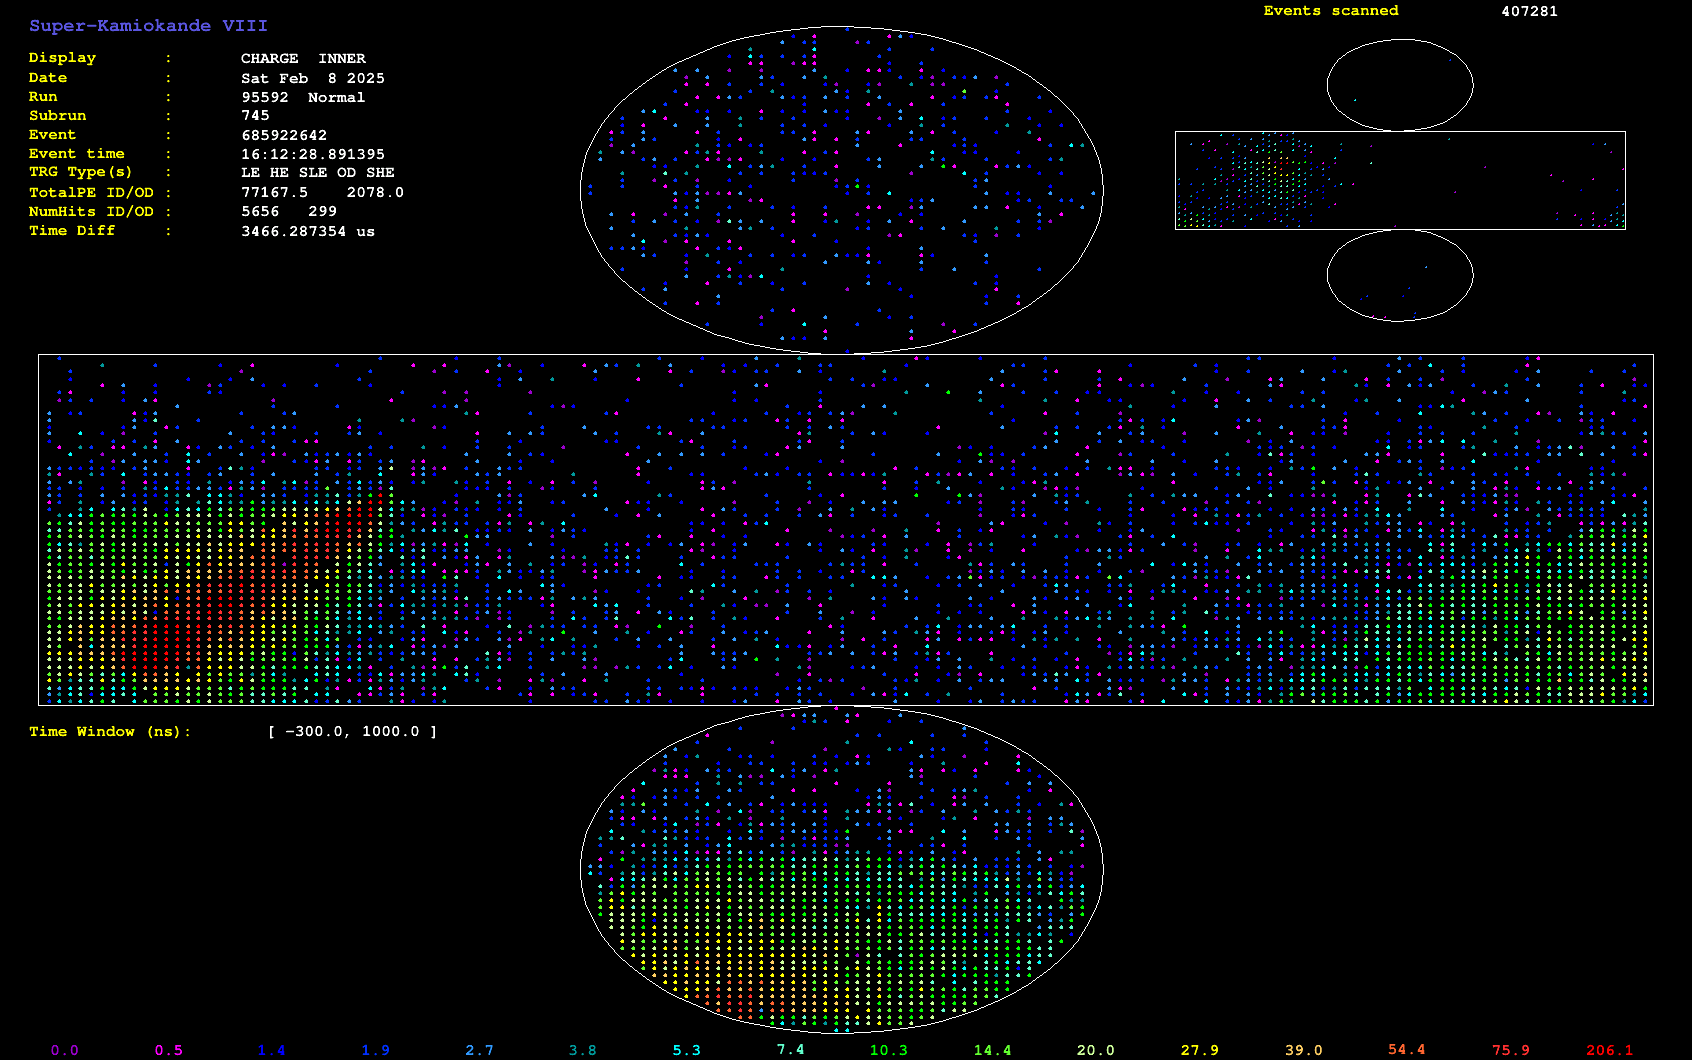 Super-Kamiokande VIII
Display : CHARGE INNER
Date : Sat Feb 8 2025
Run : 95592 Normal
Subrun : 745
Event : 685922642
Event time : 16:12:28.891395
TRG Type(s) : LE HE SLE OD SHE
TotalPE ID/OD : 77167.5 2078.0
NumHits ID/OD : 5656 299
Time Diff : 3466.287354 us
Events scanned 407281
Time Window (ns): [ -300.0, 1000.0 ]
0.0 0.5 1.4 1.9 2.7 3.8 5.3 7.4 10.3 14.4 20.0 27.9 39.0 54.4 75.9 206.1